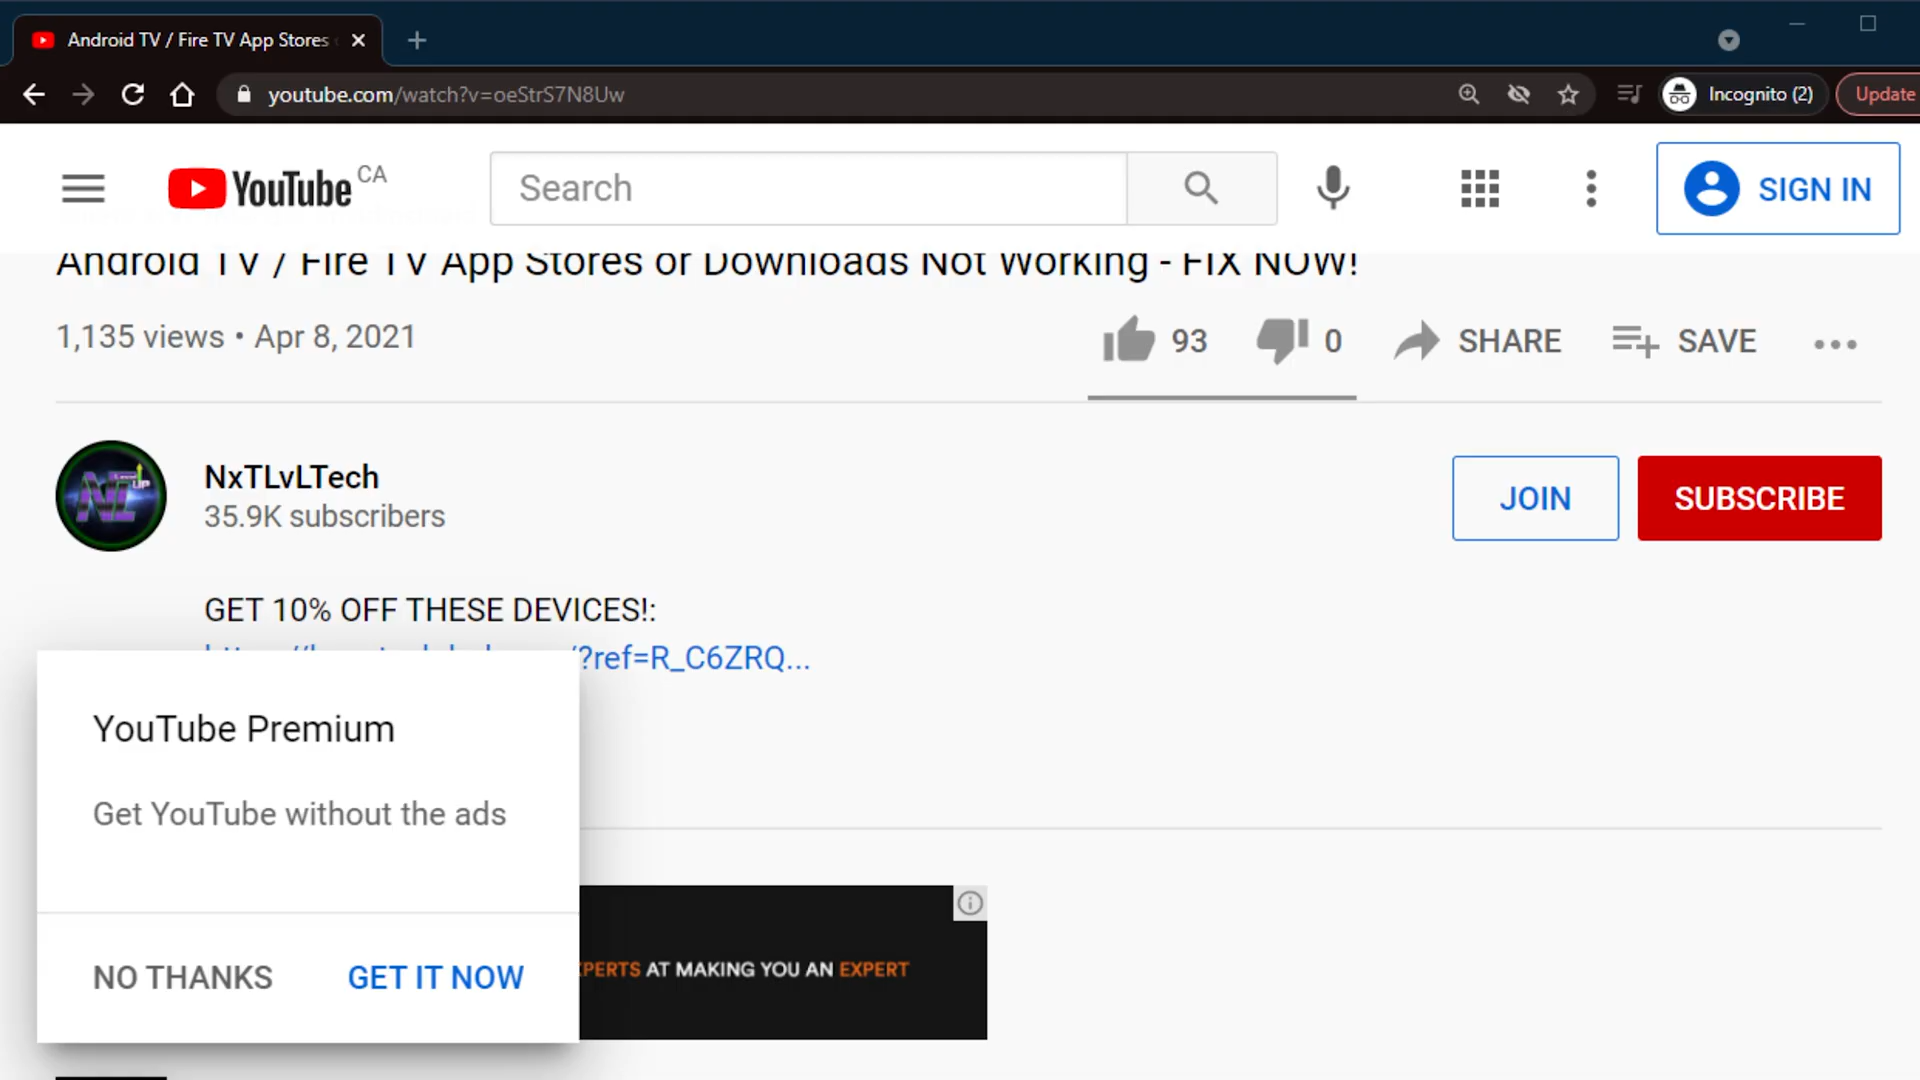 Android TV / Fire TV App Stores
youtube.com/watch?v=oeStrS7N8Uw
Incognito (2)
Update
YouTube CA
Search
SIGN IN
Android TV / Fire TV App Stores or Downloads Not Working - FIX NOW!
1,135 views • Apr 8, 2021
93
0
SHARE
SAVE
NxTLvLTech
35.9K subscribers
JOIN
SUBSCRIBE
GET 10% OFF THESE DEVICES!:
/?ref=R_C6ZRQ...
YouTube Premium
Get YouTube without the ads
NO THANKS
GET IT NOW
AT MAKING YOU AN EXPERT